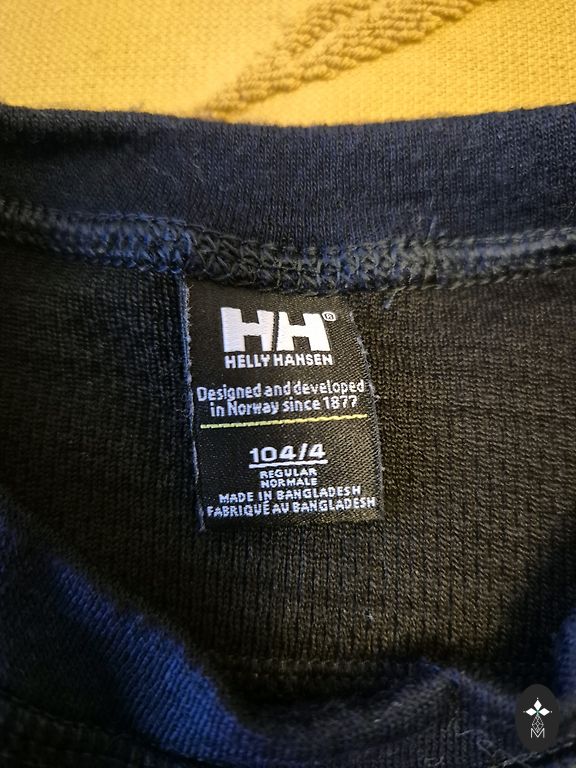 HH®
HELLY HANSEN
Designed and developed
in Norway since 1877
104/4
REGULAR
NORMALE
MADE IN BANGLADESH
FABRIQUÉ AU BANGLADESH
M